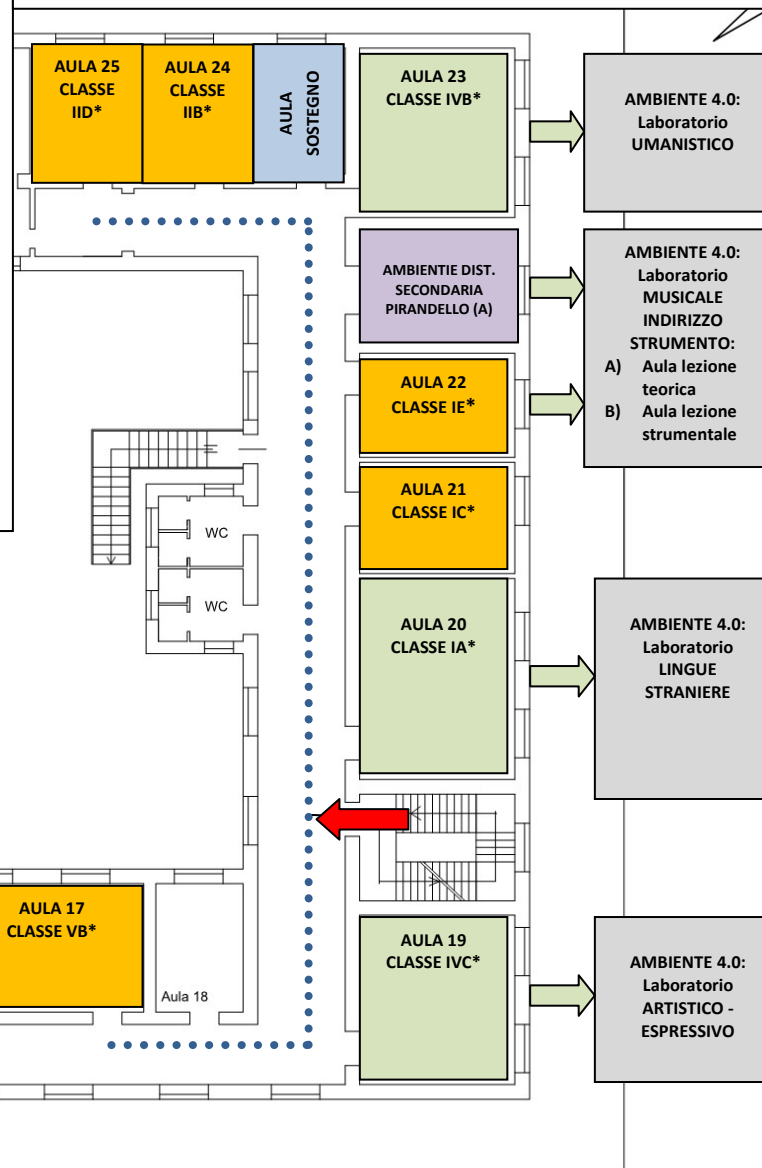 AULA 25
CLASSE
IID*
AULA 24
CLASSE
IIB*
AULA
SOSTEGNO
AULA 23
CLASSE IVB*
AMBIENTE 4.0:
Laboratorio
UMANISTICO
AMBIENTIE DIST.
SECONDARIA
PIRANDELLO (A)
AMBIENTE 4.0:
Laboratorio
MUSICALE
INDIRIZZO
STRUMENTO:
A) Aula lezione
teorica
B) Aula lezione
strumentale
AULA 22
CLASSE IE*
AULA 21
CLASSE IC*
WC
WC
AULA 20
CLASSE IA*
AMBIENTE 4.0:
Laboratorio
LINGUE
STRANIERE
AULA 17
CLASSE VB*
Aula 18
AULA 19
CLASSE IVC*
AMBIENTE 4.0:
Laboratorio
ARTISTICO -
ESPRESSIVO